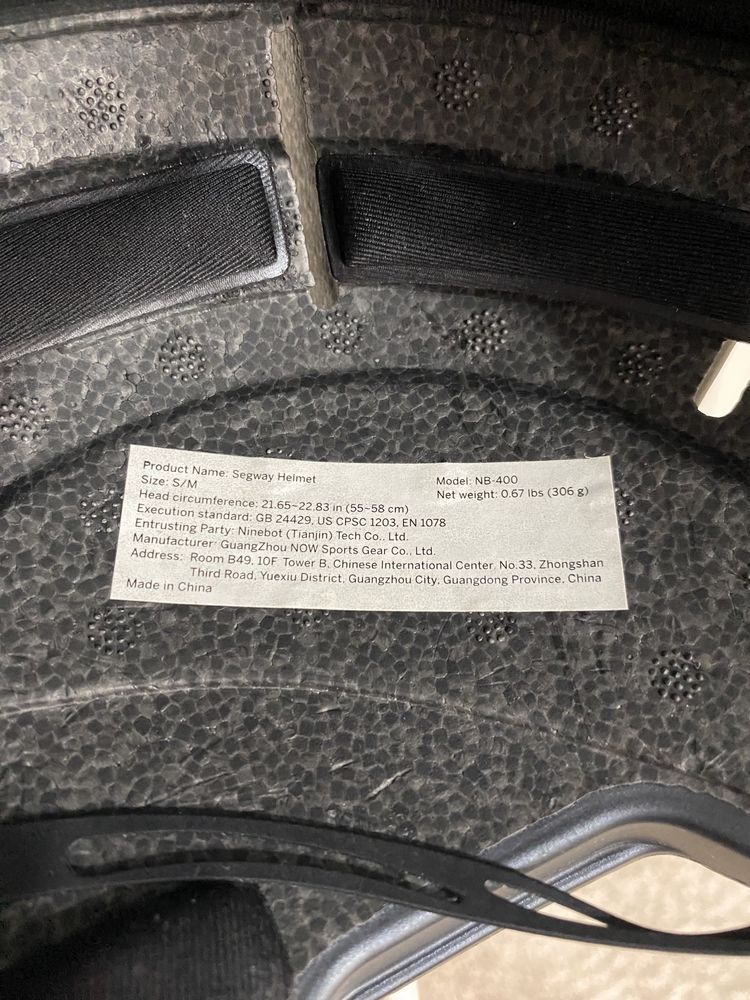 Product Name: Segway Helmet
Model: NB-400
Size: S/M
Net weight: 0.67 lbs (306 g)
Head circumference: 21.65~22.83 in (55~58 cm)
Execution standard: GB 24429, US CPSC 1203, EN 1078
Entrusting Party: Ninebot (Tianjin) Tech Co., Ltd.
Manufacturer: GuangZhou NOW Sports Gear Co., Ltd.
Address: Room B49, 10F Tower B, Chinese International Center, No.33, Zhongshan
Third Road, Yuexiu District, Guangzhou City, Guangdong Province, China
Made in China